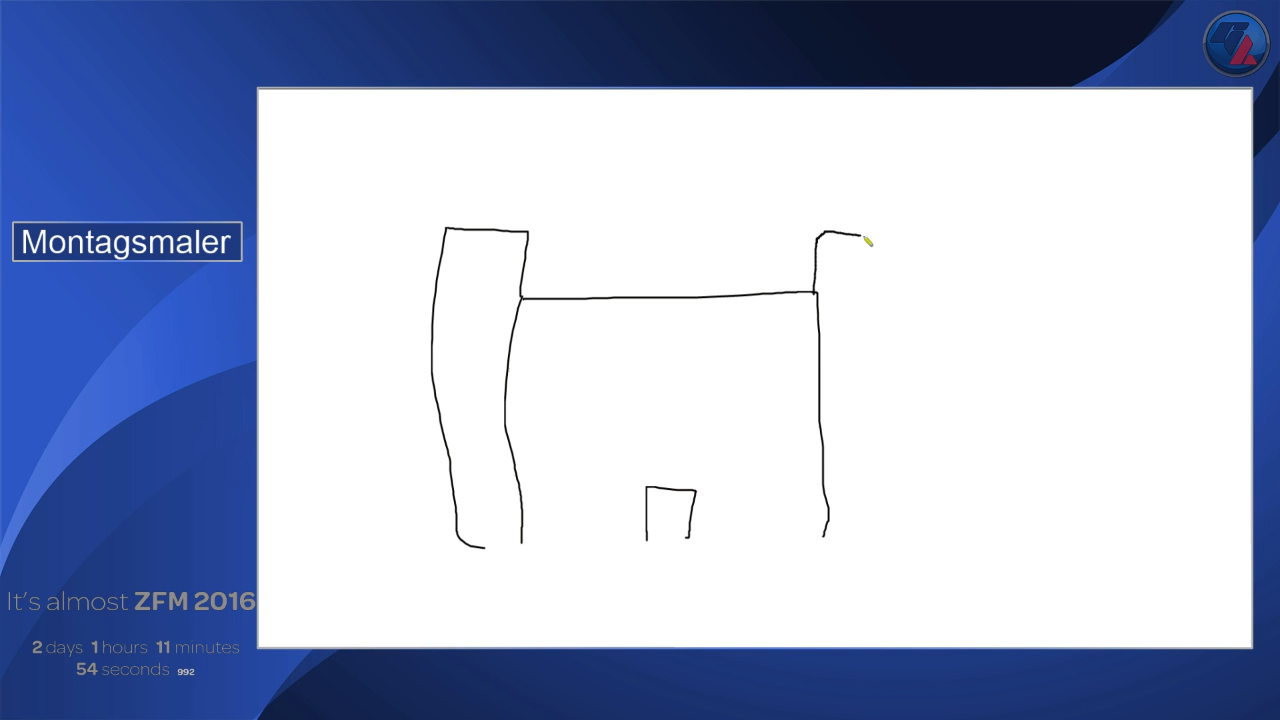 Montagsmaler
It's almost ZFM 2016
2 days 1 hours 11 minutes
54 seconds 992